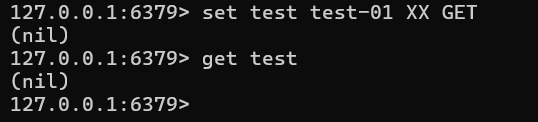 127.0.0.1:6379> set test test-01 XX GET
(nil)
127.0.0.1:6379> get test
(nil)
127.0.0.1:6379>